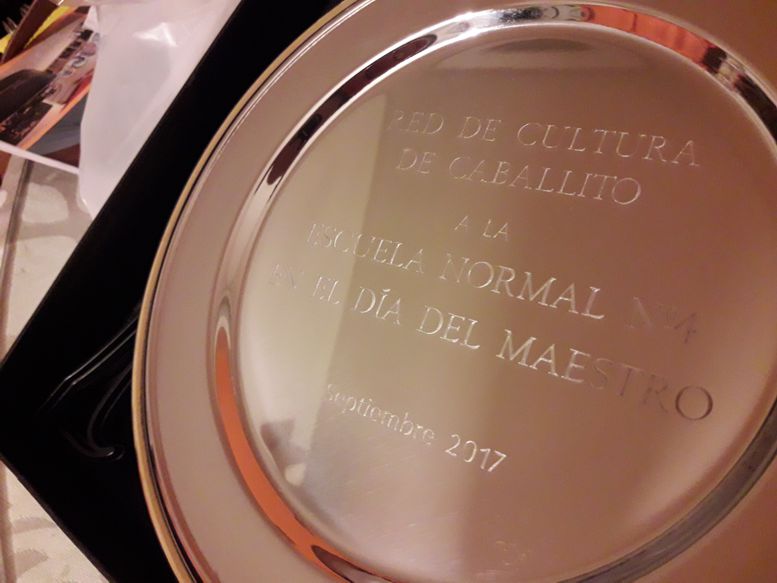 RED DE CULTURA
DE CABALLITO
A LA
ESCUELA NORMAL Nº4
EN EL DÍA DEL MAESTRO
Septiembre 2017